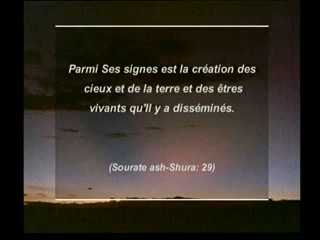 Parmi Ses signes est la création des
cieux et de la terre et des êtres
vivants qu'Il y a disséminés.
(Sourate ash-Shura: 29)